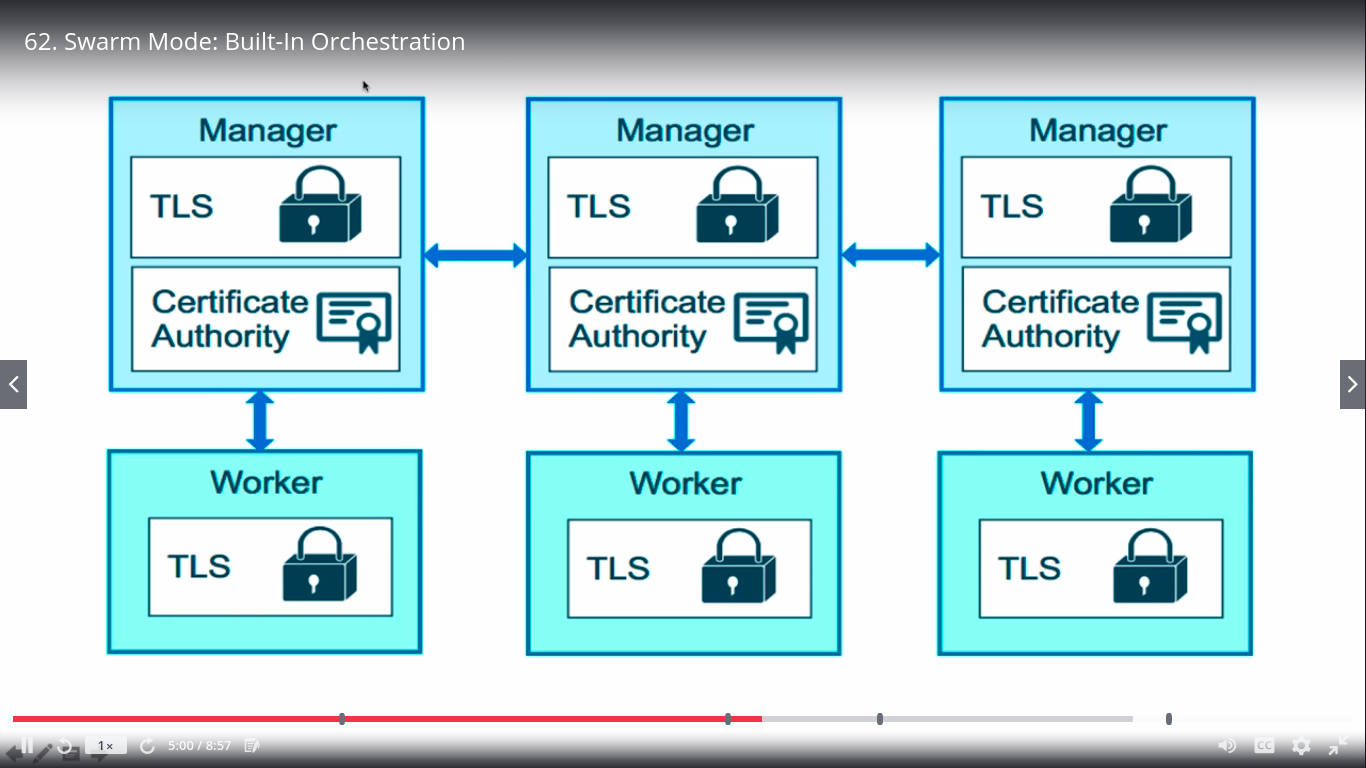 62. Swarm Mode: Built-In Orchestration
Manager
TLS
Certificate
Authority
Manager
TLS
Certificate
Authority
Manager
TLS
Certificate
Authority
Worker
TLS
Worker
TLS
Worker
TLS
1×
5:00 / 8:57
CC